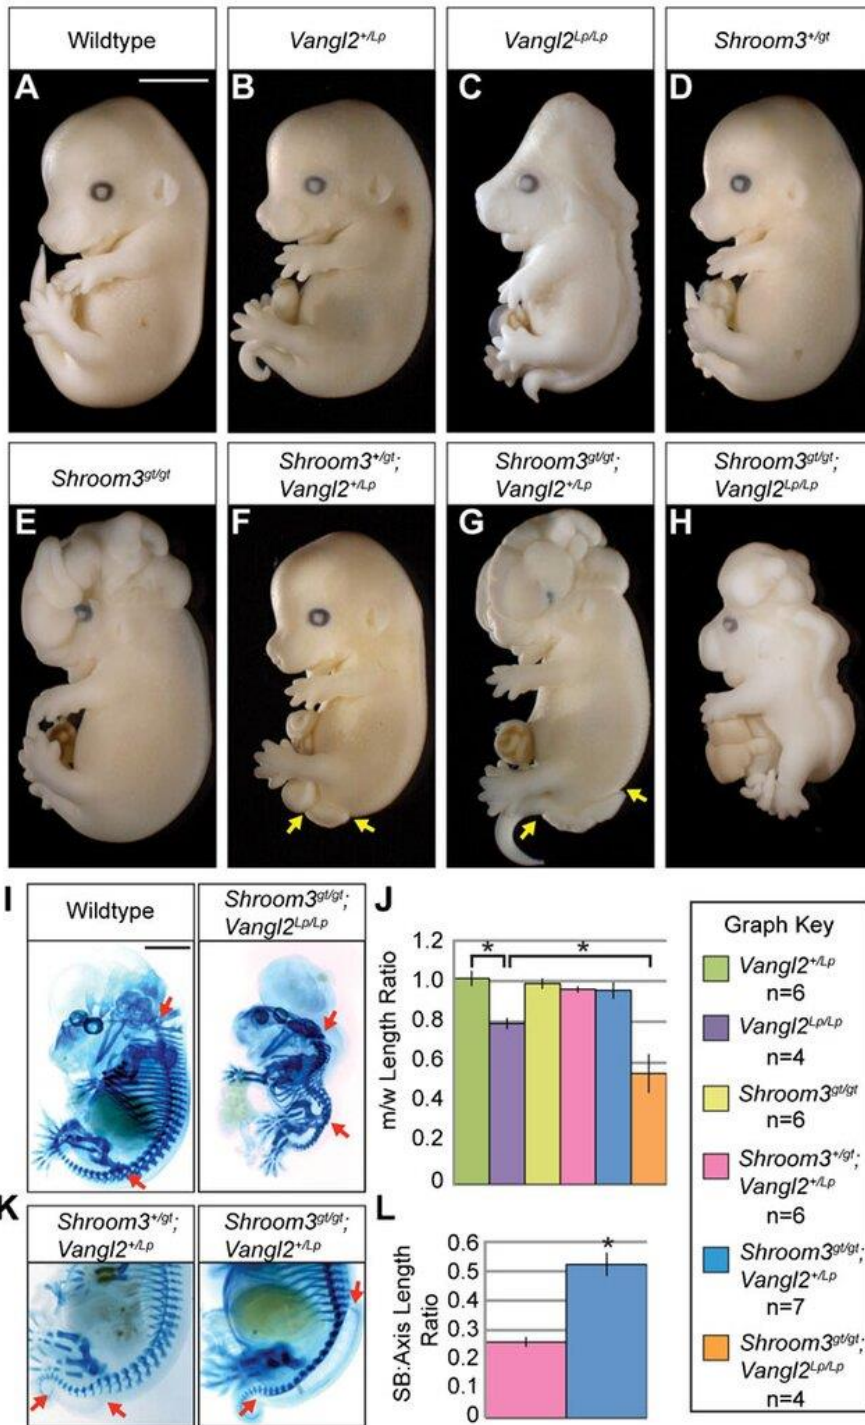 Wildtype
Vangl2+/Lp
Vangl2Lp/Lp
Shroom3+/gt
A
B
C
D
Shroom3gt/gt
Shroom3+/gt;
Vangl2+/Lp
Shroom3gt/gt;
Vangl2+/Lp
Shroom3gt/gt;
Vangl2Lp/Lp
E
F
G
H
I
Wildtype
Shroom3gt/gt;
Vangl2Lp/Lp
J
m/w Length Ratio
1.2
1.0
0.8
0.6
0.4
0.2
0
*
*
Graph Key
Vangl2+/Lp
n=6
Vangl2Lp/Lp
n=4
Shroom3gt/gt
n=6
Shroom3+/gt;
Vangl2+/Lp
n=6
Shroom3gt/gt;
Vangl2+/Lp
n=7
Shroom3gt/gt;
Vangl2Lp/Lp
n=4
K
Shroom3+/gt;
Vangl2+/Lp
Shroom3gt/gt;
Vangl2+/Lp
L
SB:Axis Length
Ratio
0.6
0.5
0.4
0.3
0.2
0.1
0
*